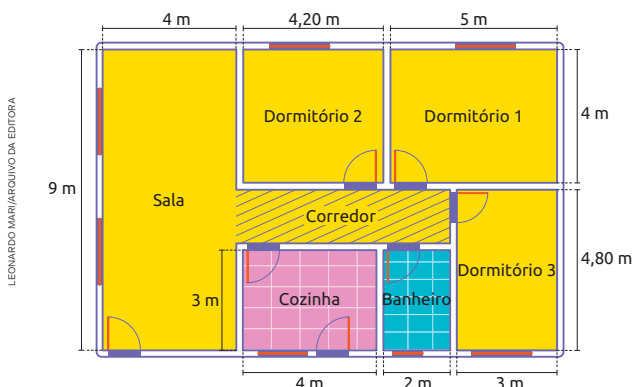 4 m
4,20 m
5 m
LEONARDO MARI/ARQUIVO DA EDITORA
Dormitório 2
Dormitório 1
4 m
9 m
Sala
Corredor
Dormitório 3
4,80 m
3 m
Cozinha
Banheiro
4 m
2 m
3 m